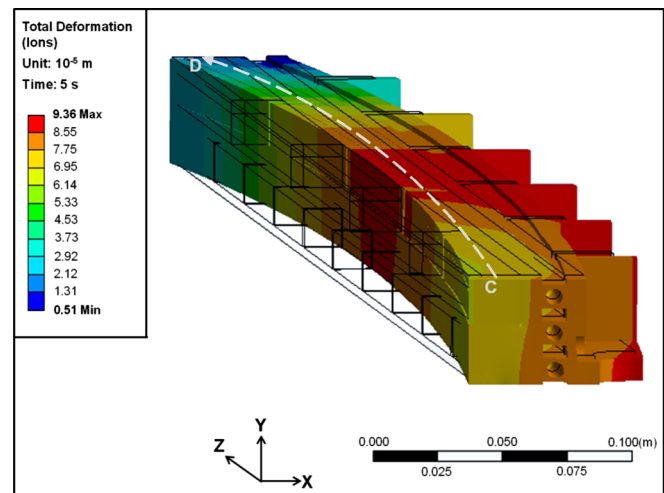 Total Deformation
(Ions)
Unit: 10⁻⁵ m
Time: 5 s
9.36 Max
8.55
7.75
6.95
6.14
5.33
4.53
3.73
2.92
2.12
1.31
0.51 Min
D
C
Y
Z
X
0.000 0.050 0.100(m)
0.025 0.075